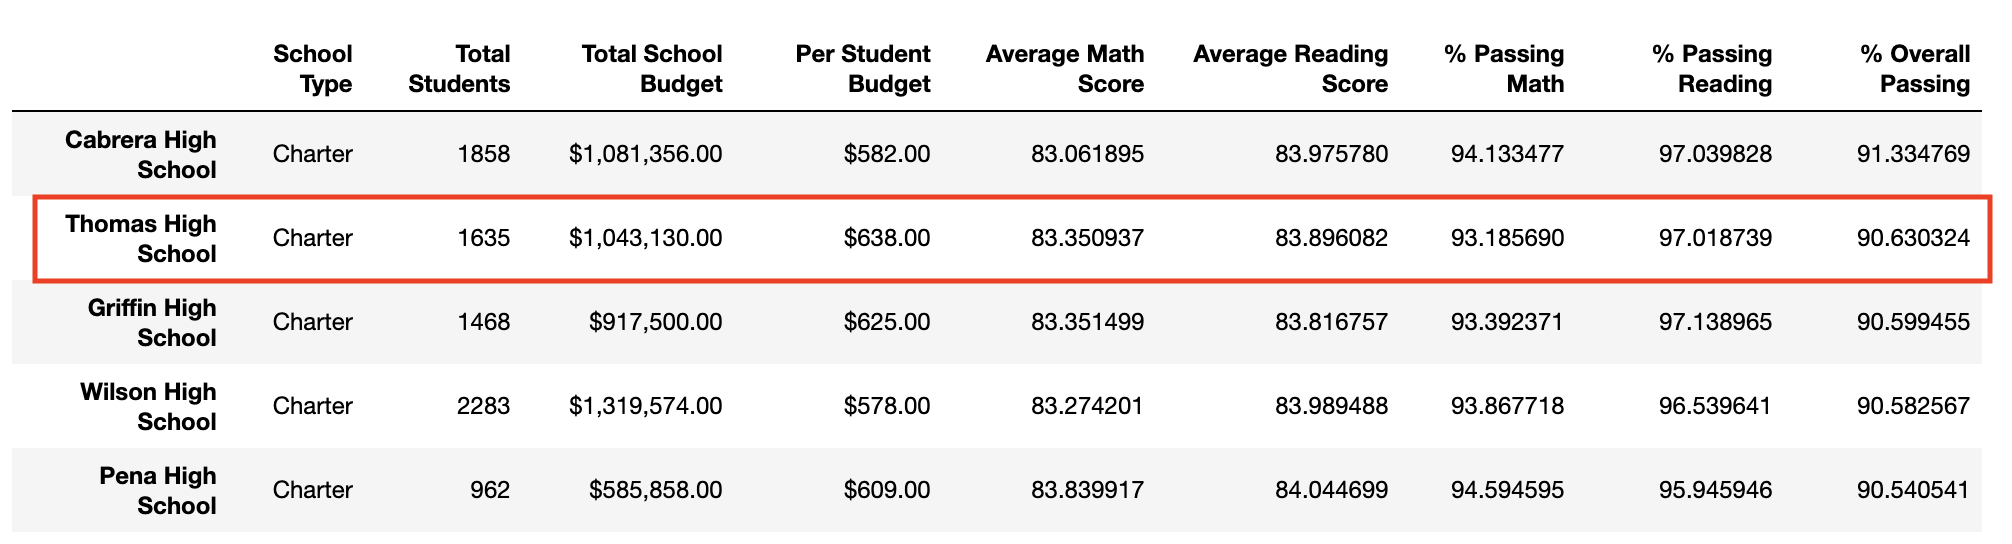 School Type Total Students Total School Budget Per Student Budget Average Math Score Average Reading Score % Passing Math % Passing Reading % Overall Passing
Cabrera High School Charter 1858 $1,081,356.00 $582.00 83.061895 83.975780 94.133477 97.039828 91.334769
Thomas High School Charter 1635 $1,043,130.00 $638.00 83.350937 83.896082 93.185690 97.018739 90.630324
Griffin High School Charter 1468 $917,500.00 $625.00 83.351499 83.816757 93.392371 97.138965 90.599455
Wilson High School Charter 2283 $1,319,574.00 $578.00 83.274201 83.989488 93.867718 96.539641 90.582567
Pena High School Charter 962 $585,858.00 $609.00 83.839917 84.044699 94.594595 95.945946 90.540541